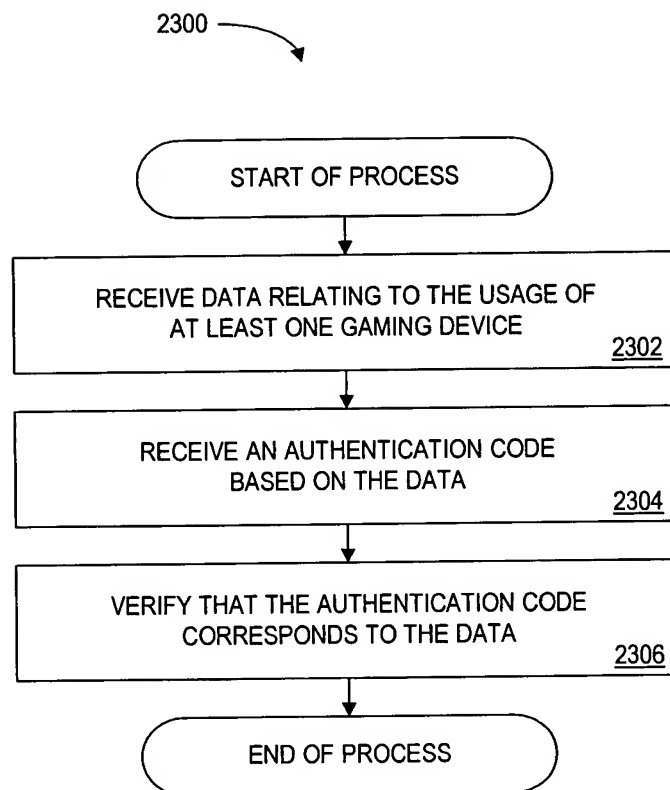 2300
START OF PROCESS
RECEIVE DATA RELATING TO THE USAGE OF
AT LEAST ONE GAMING DEVICE
2302
RECEIVE AN AUTHENTICATION CODE
BASED ON THE DATA
2304
VERIFY THAT THE AUTHENTICATION CODE
CORRESPONDS TO THE DATA
2306
END OF PROCESS